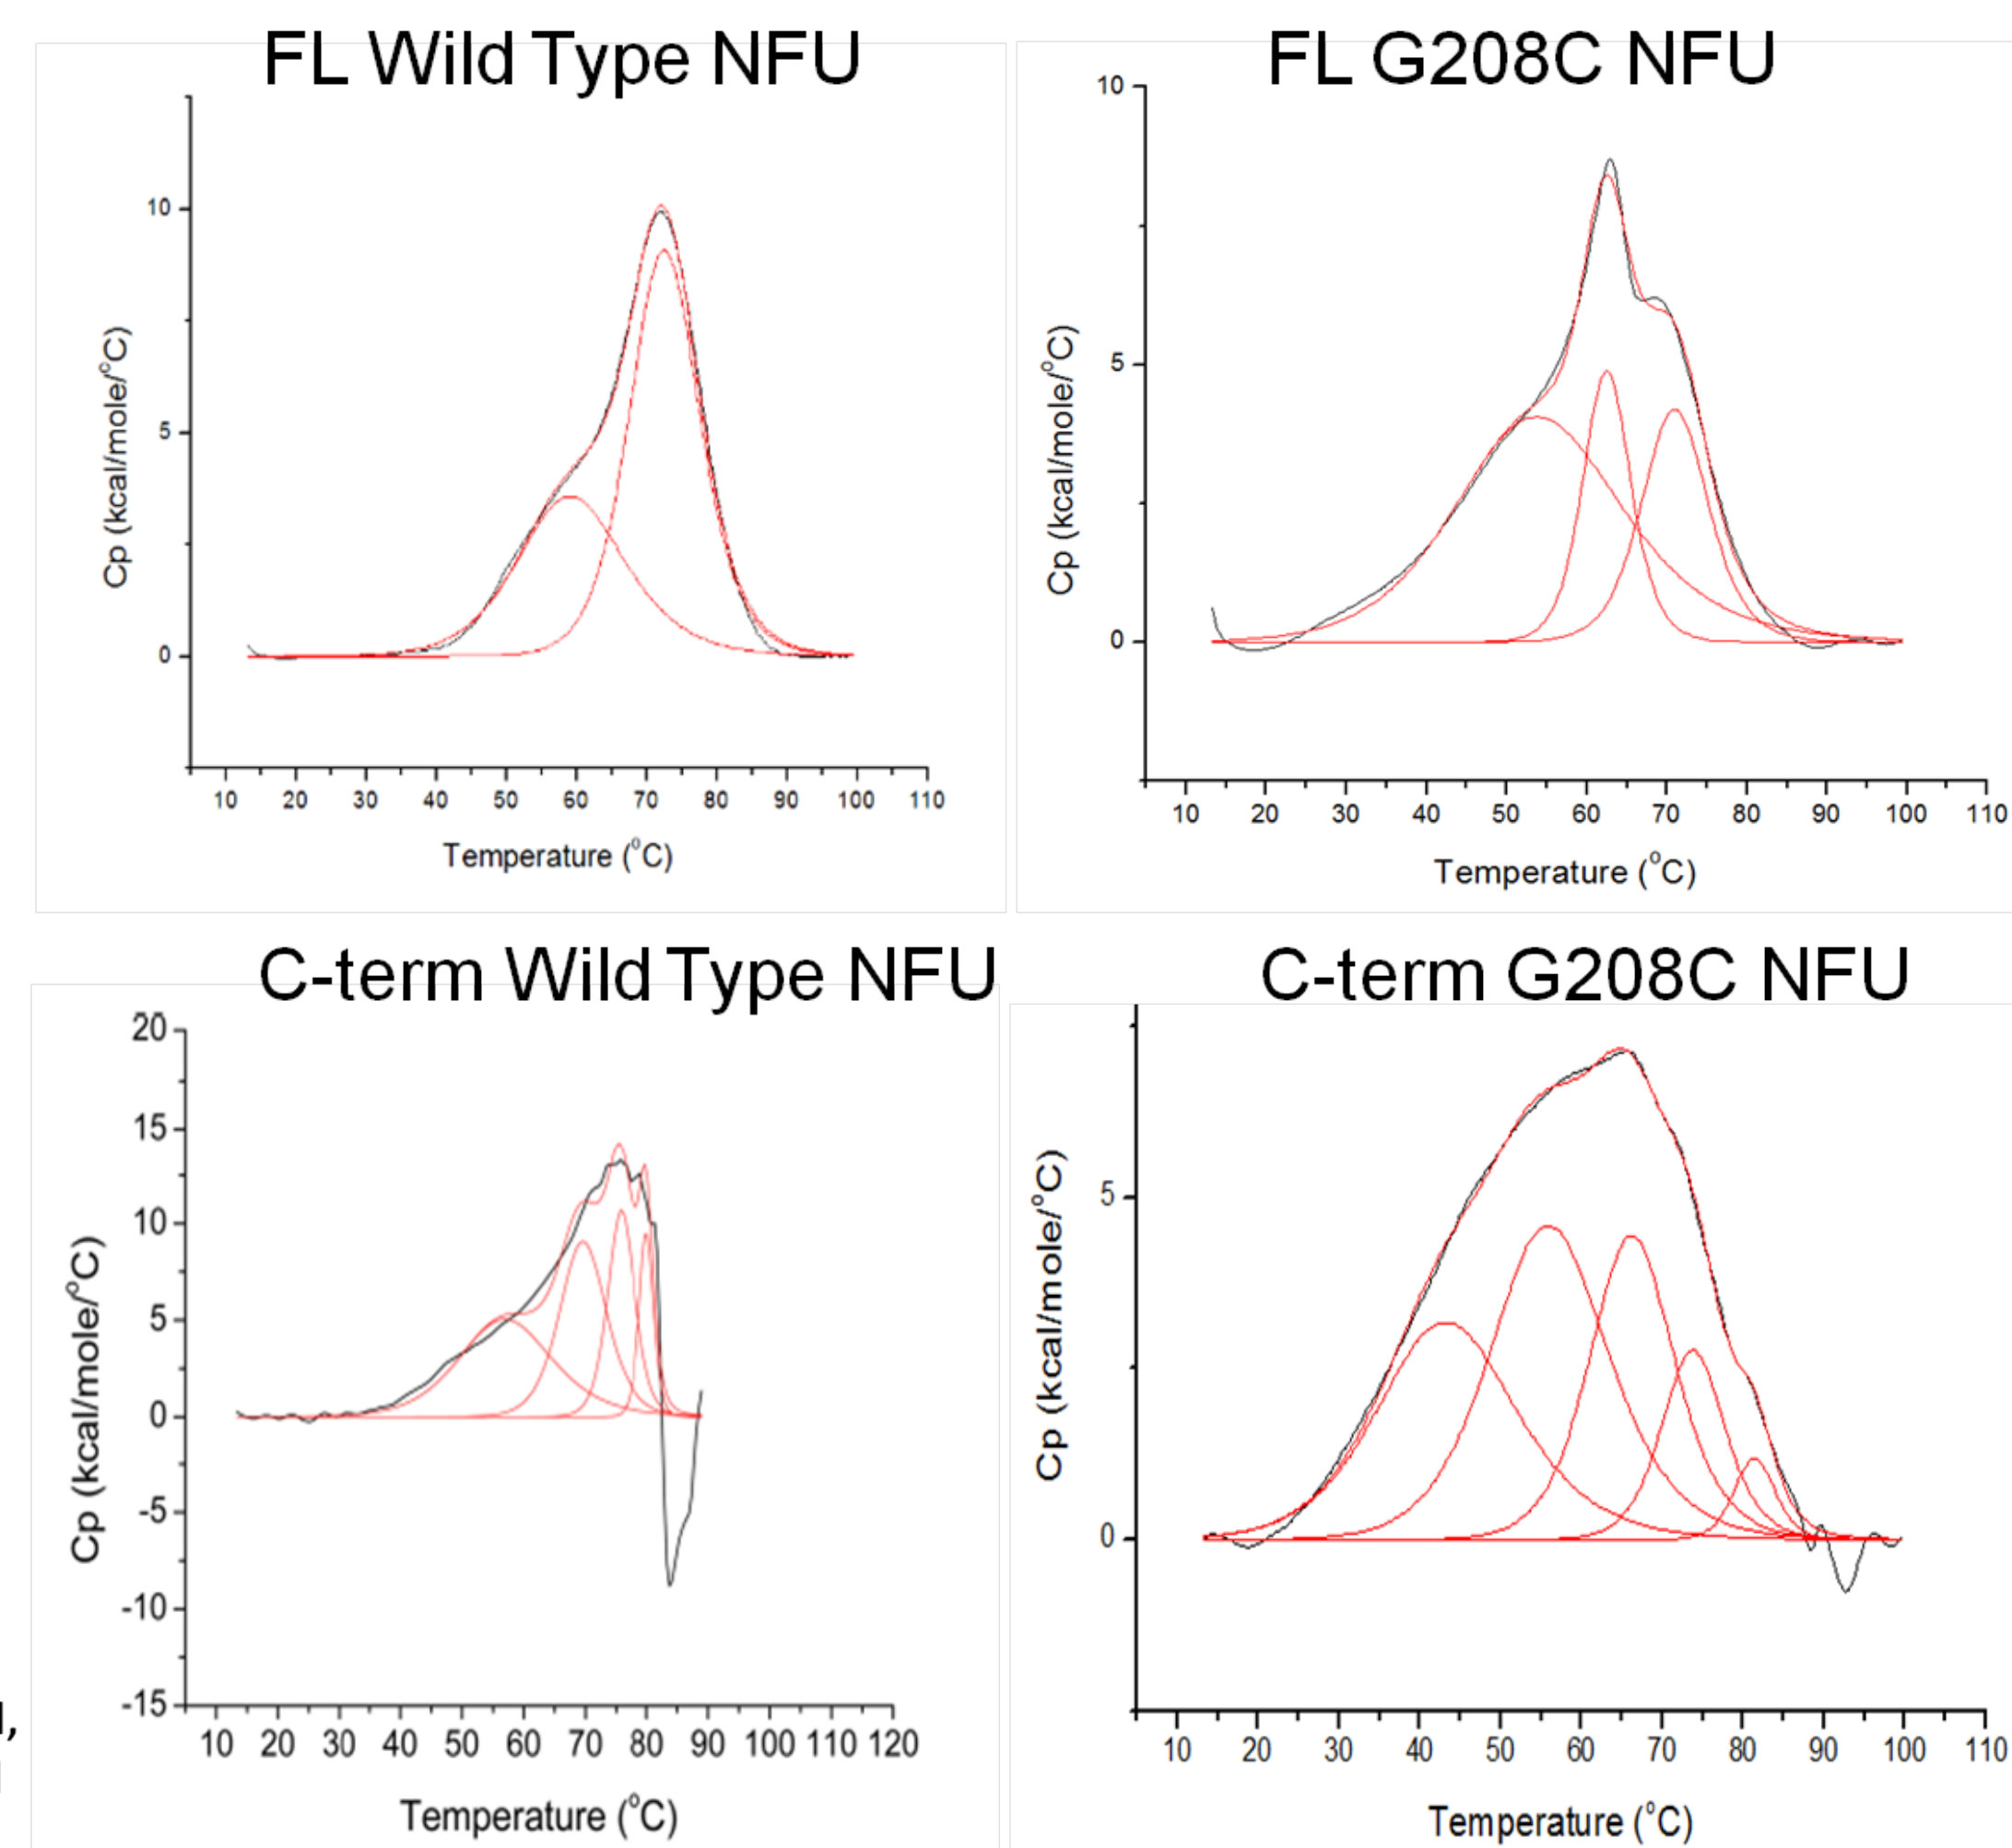 FL Wild Type NFU
10
5
0
Cp (kcal/mole/°C)
10 20 30 40 50 60 70 80 90 100 110
Temperature (°C)
FL G208C NFU
10
5
0
Cp (kcal/mole/°C)
10 20 30 40 50 60 70 80 90 100 110
Temperature (°C)
C-term Wild Type NFU
20
15
10
5
0
-5
-10
-15
Cp (kcal/mole/°C)
10 20 30 40 50 60 70 80 90 100 110 120
Temperature (°C)
C-term G208C NFU
5
0
Cp (kcal/mole/°C)
10 20 30 40 50 60 70 80 90 100 110
Temperature (°C)